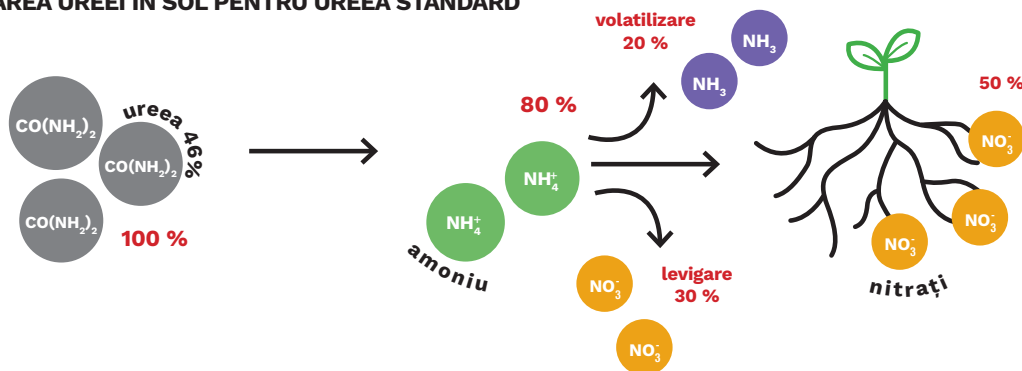 AREA UREEI ÎN SOL PENTRU UREEA STANDARD
volatilizare
20 %
NH₃
NH₃
CO(NH₂)₂
ureea 46%
CO(NH₂)₂
CO(NH₂)₂
100 %
80 %
NH₄⁺
NH₄⁺
amoniu
NO₃⁻
NO₃⁻
levigare
30 %
50 %
NO₃⁻
NO₃⁻
NO₃⁻
nitrați